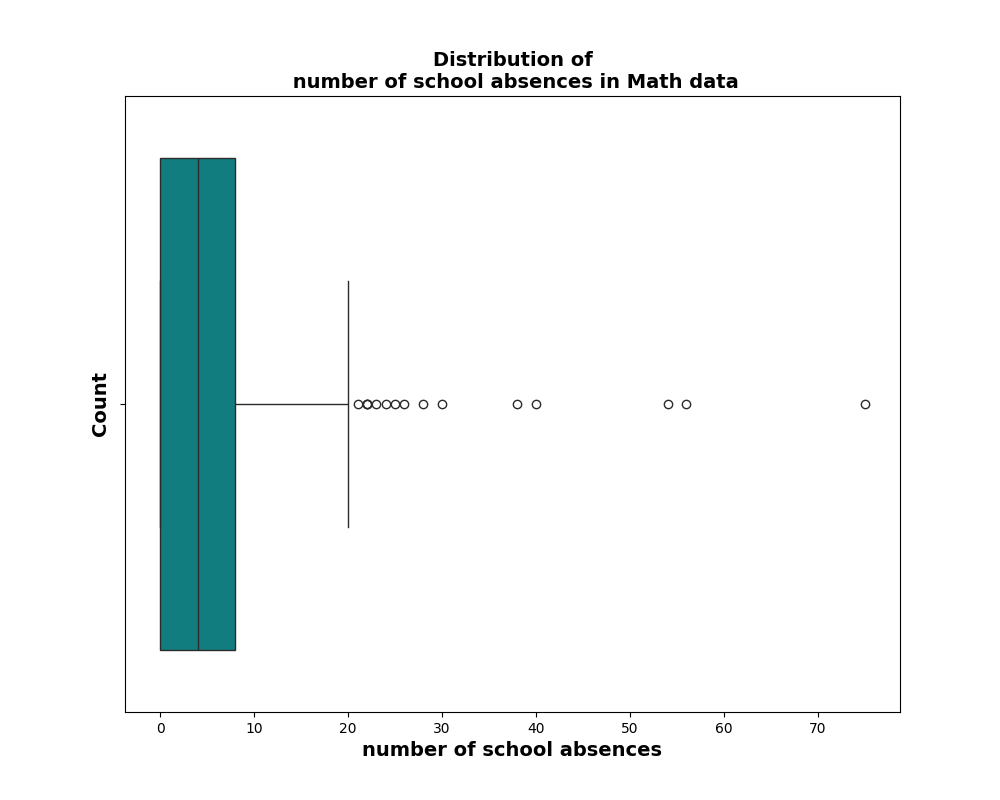 Distribution of
number of school absences in Math data
Count
0 10 20 30 40 50 60 70
number of school absences